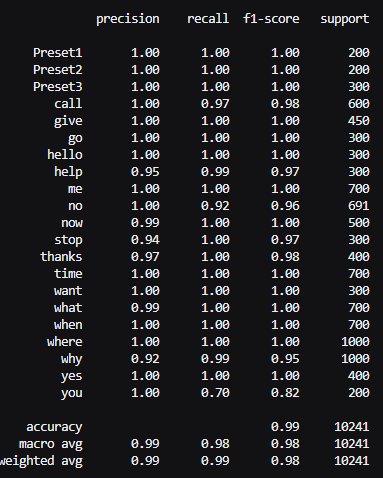 precision recall f1-score support
Preset1 1.00 1.00 1.00 200
Preset2 1.00 1.00 1.00 200
Preset3 1.00 1.00 1.00 300
call 1.00 0.97 0.98 600
give 1.00 1.00 1.00 450
go 1.00 1.00 1.00 300
hello 1.00 1.00 1.00 300
help 0.95 0.99 0.97 300
me 1.00 1.00 1.00 700
no 1.00 0.92 0.96 691
now 0.99 1.00 1.00 500
stop 0.94 1.00 0.97 300
thanks 0.97 1.00 0.98 400
time 1.00 1.00 1.00 700
want 1.00 1.00 1.00 300
what 0.99 1.00 1.00 700
when 1.00 1.00 1.00 700
where 1.00 1.00 1.00 1000
why 0.92 0.99 0.95 1000
yes 1.00 1.00 1.00 400
you 1.00 0.70 0.82 200
accuracy 0.99 10241
macro avg 0.99 0.98 0.98 10241
weighted avg 0.99 0.99 0.98 10241